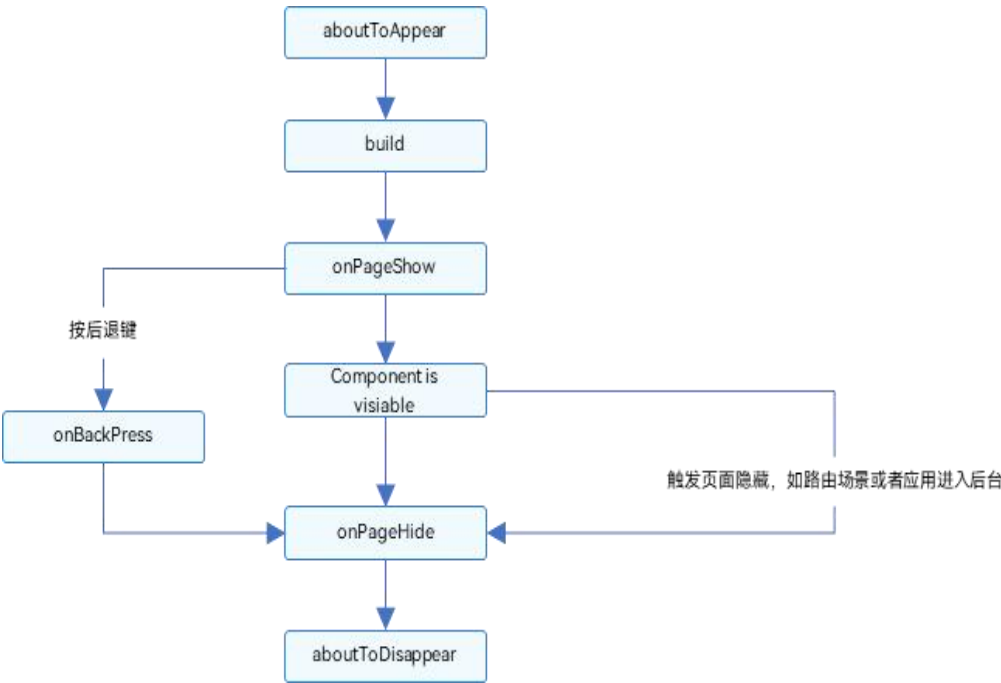 aboutToAppear
build
onPageShow
按后退键
Component is
visiable
onBackPress
触发页面隐藏，如路由场景或者应用进入后台
onPageHide
aboutToDisappear